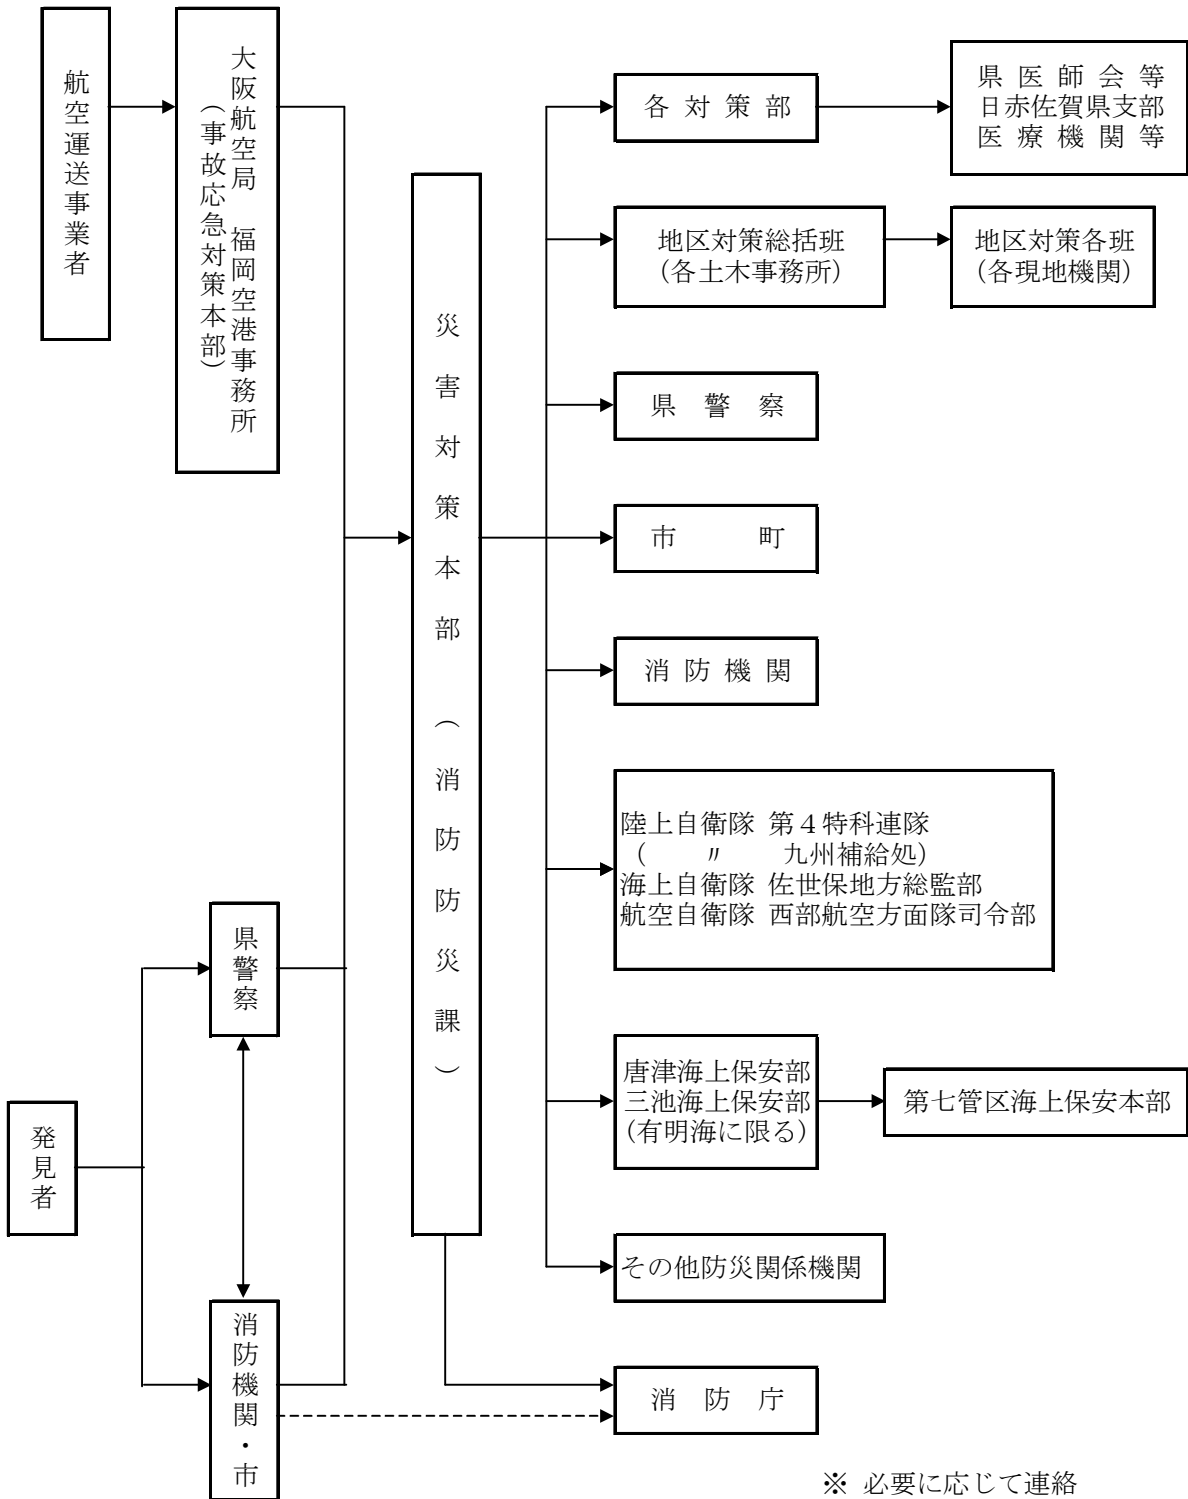 航空運送事業者
大阪航空局 福岡空港事務所
(事故応急対策本部)
災害対策本部 (消防防災課)
各対策部
県医師会等
日赤佐賀県支部
医療機関等
地区対策総括班
(各土木事務所)
地区対策各班
(各現地機関)
県警察
市 町
消防機関
陸上自衛隊 第4特科連隊
( 〃 九州補給処)
海上自衛隊 佐世保地方総監部
航空自衛隊 西部航空方面隊司令部
唐津海上保安部
三池海上保安部
(有明海に限る)
第七管区海上保安本部
その他防災関係機関
消防庁
発見者
県警察
消防機関・市
※ 必要に応じて連絡